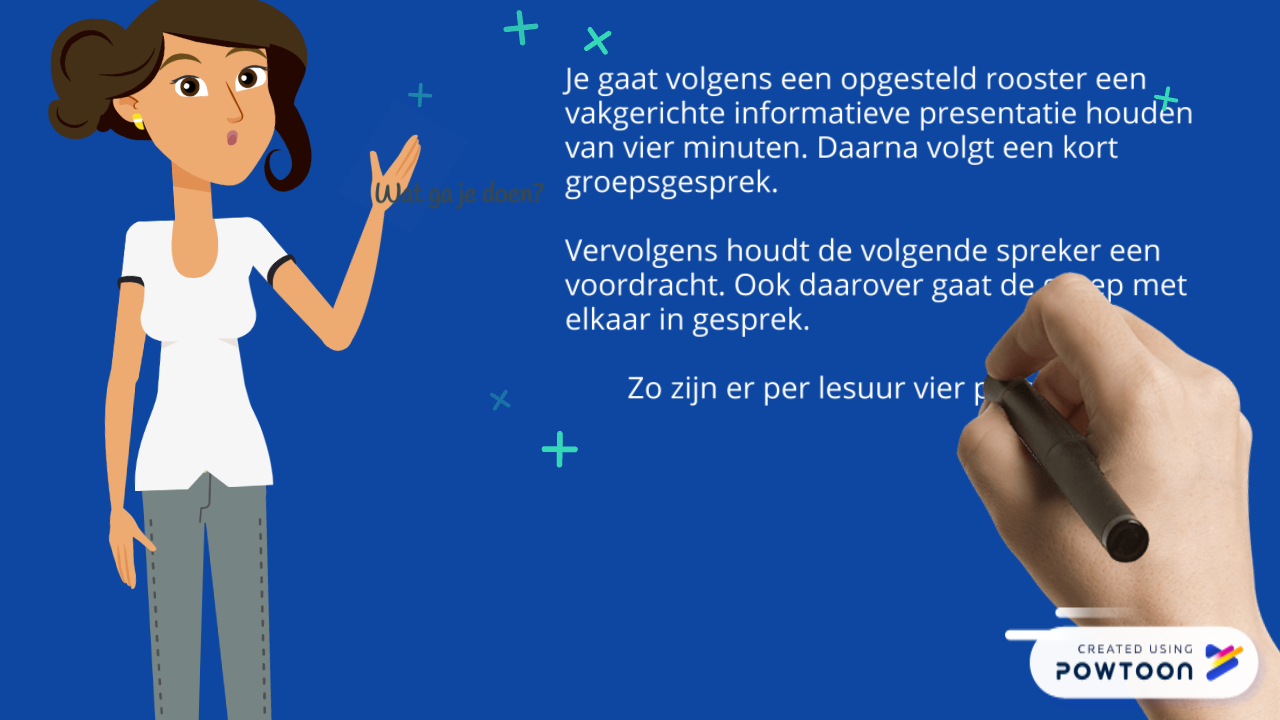 Je gaat volgens een opgesteld rooster een
vakgerichte informatieve presentatie houden
van vier minuten. Daarna volgt een kort
groepsgesprek.
Wat ga je doen?
Vervolgens houdt de volgende spreker een
voordracht. Ook daarover gaat de met
elkaar in gesprek.
Zo zijn er per lesuur vier
CREATED USING
POWTOON